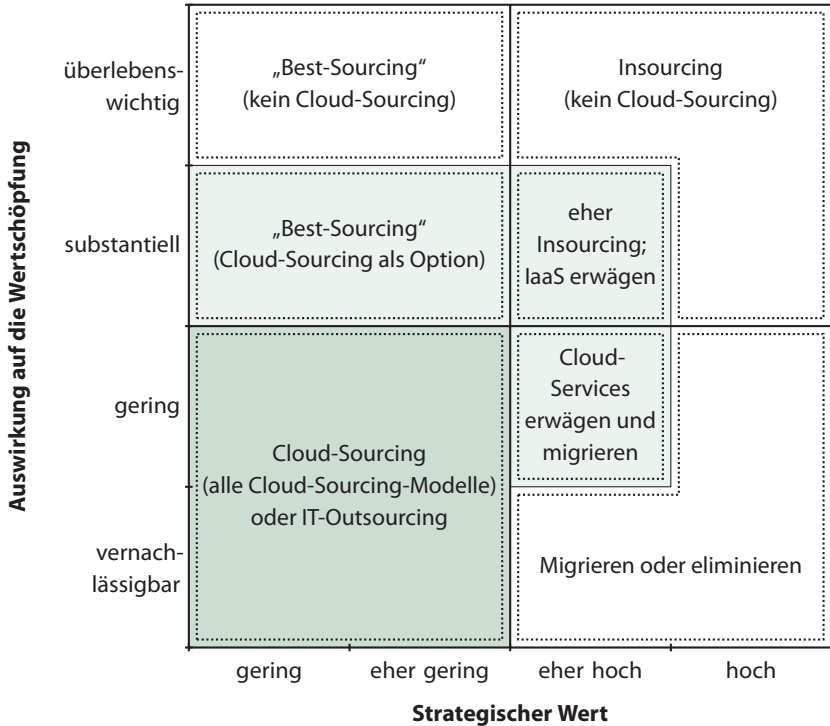 Auswirkung auf die Wertschöpfung
überlebens-
wichtig
„Best-Sourcing“
(kein Cloud-Sourcing)
Insourcing
(kein Cloud-Sourcing)
substantiell
„Best-Sourcing“
(Cloud-Sourcing als Option)
eher
Insourcing;
IaaS erwägen
gering
Cloud-
Services
erwägen und
migrieren
Cloud-Sourcing
(alle Cloud-Sourcing-Modelle)
oder IT-Outsourcing
vernach-
lässigbar
Migrieren oder eliminieren
gering
eher gering
eher hoch
hoch
Strategischer Wert